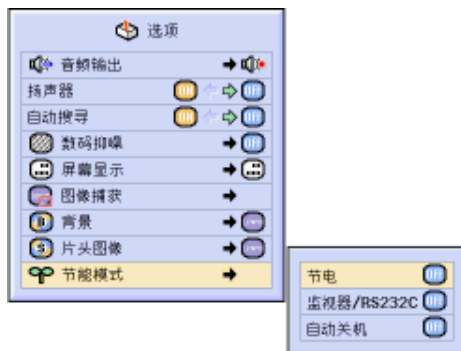 选项
音频输出
扬声器
自动搜寻
数码抑噪
屏幕显示
图像捕获
背景
片头图像
节能模式
节电
监视器/RS232C
自动关机